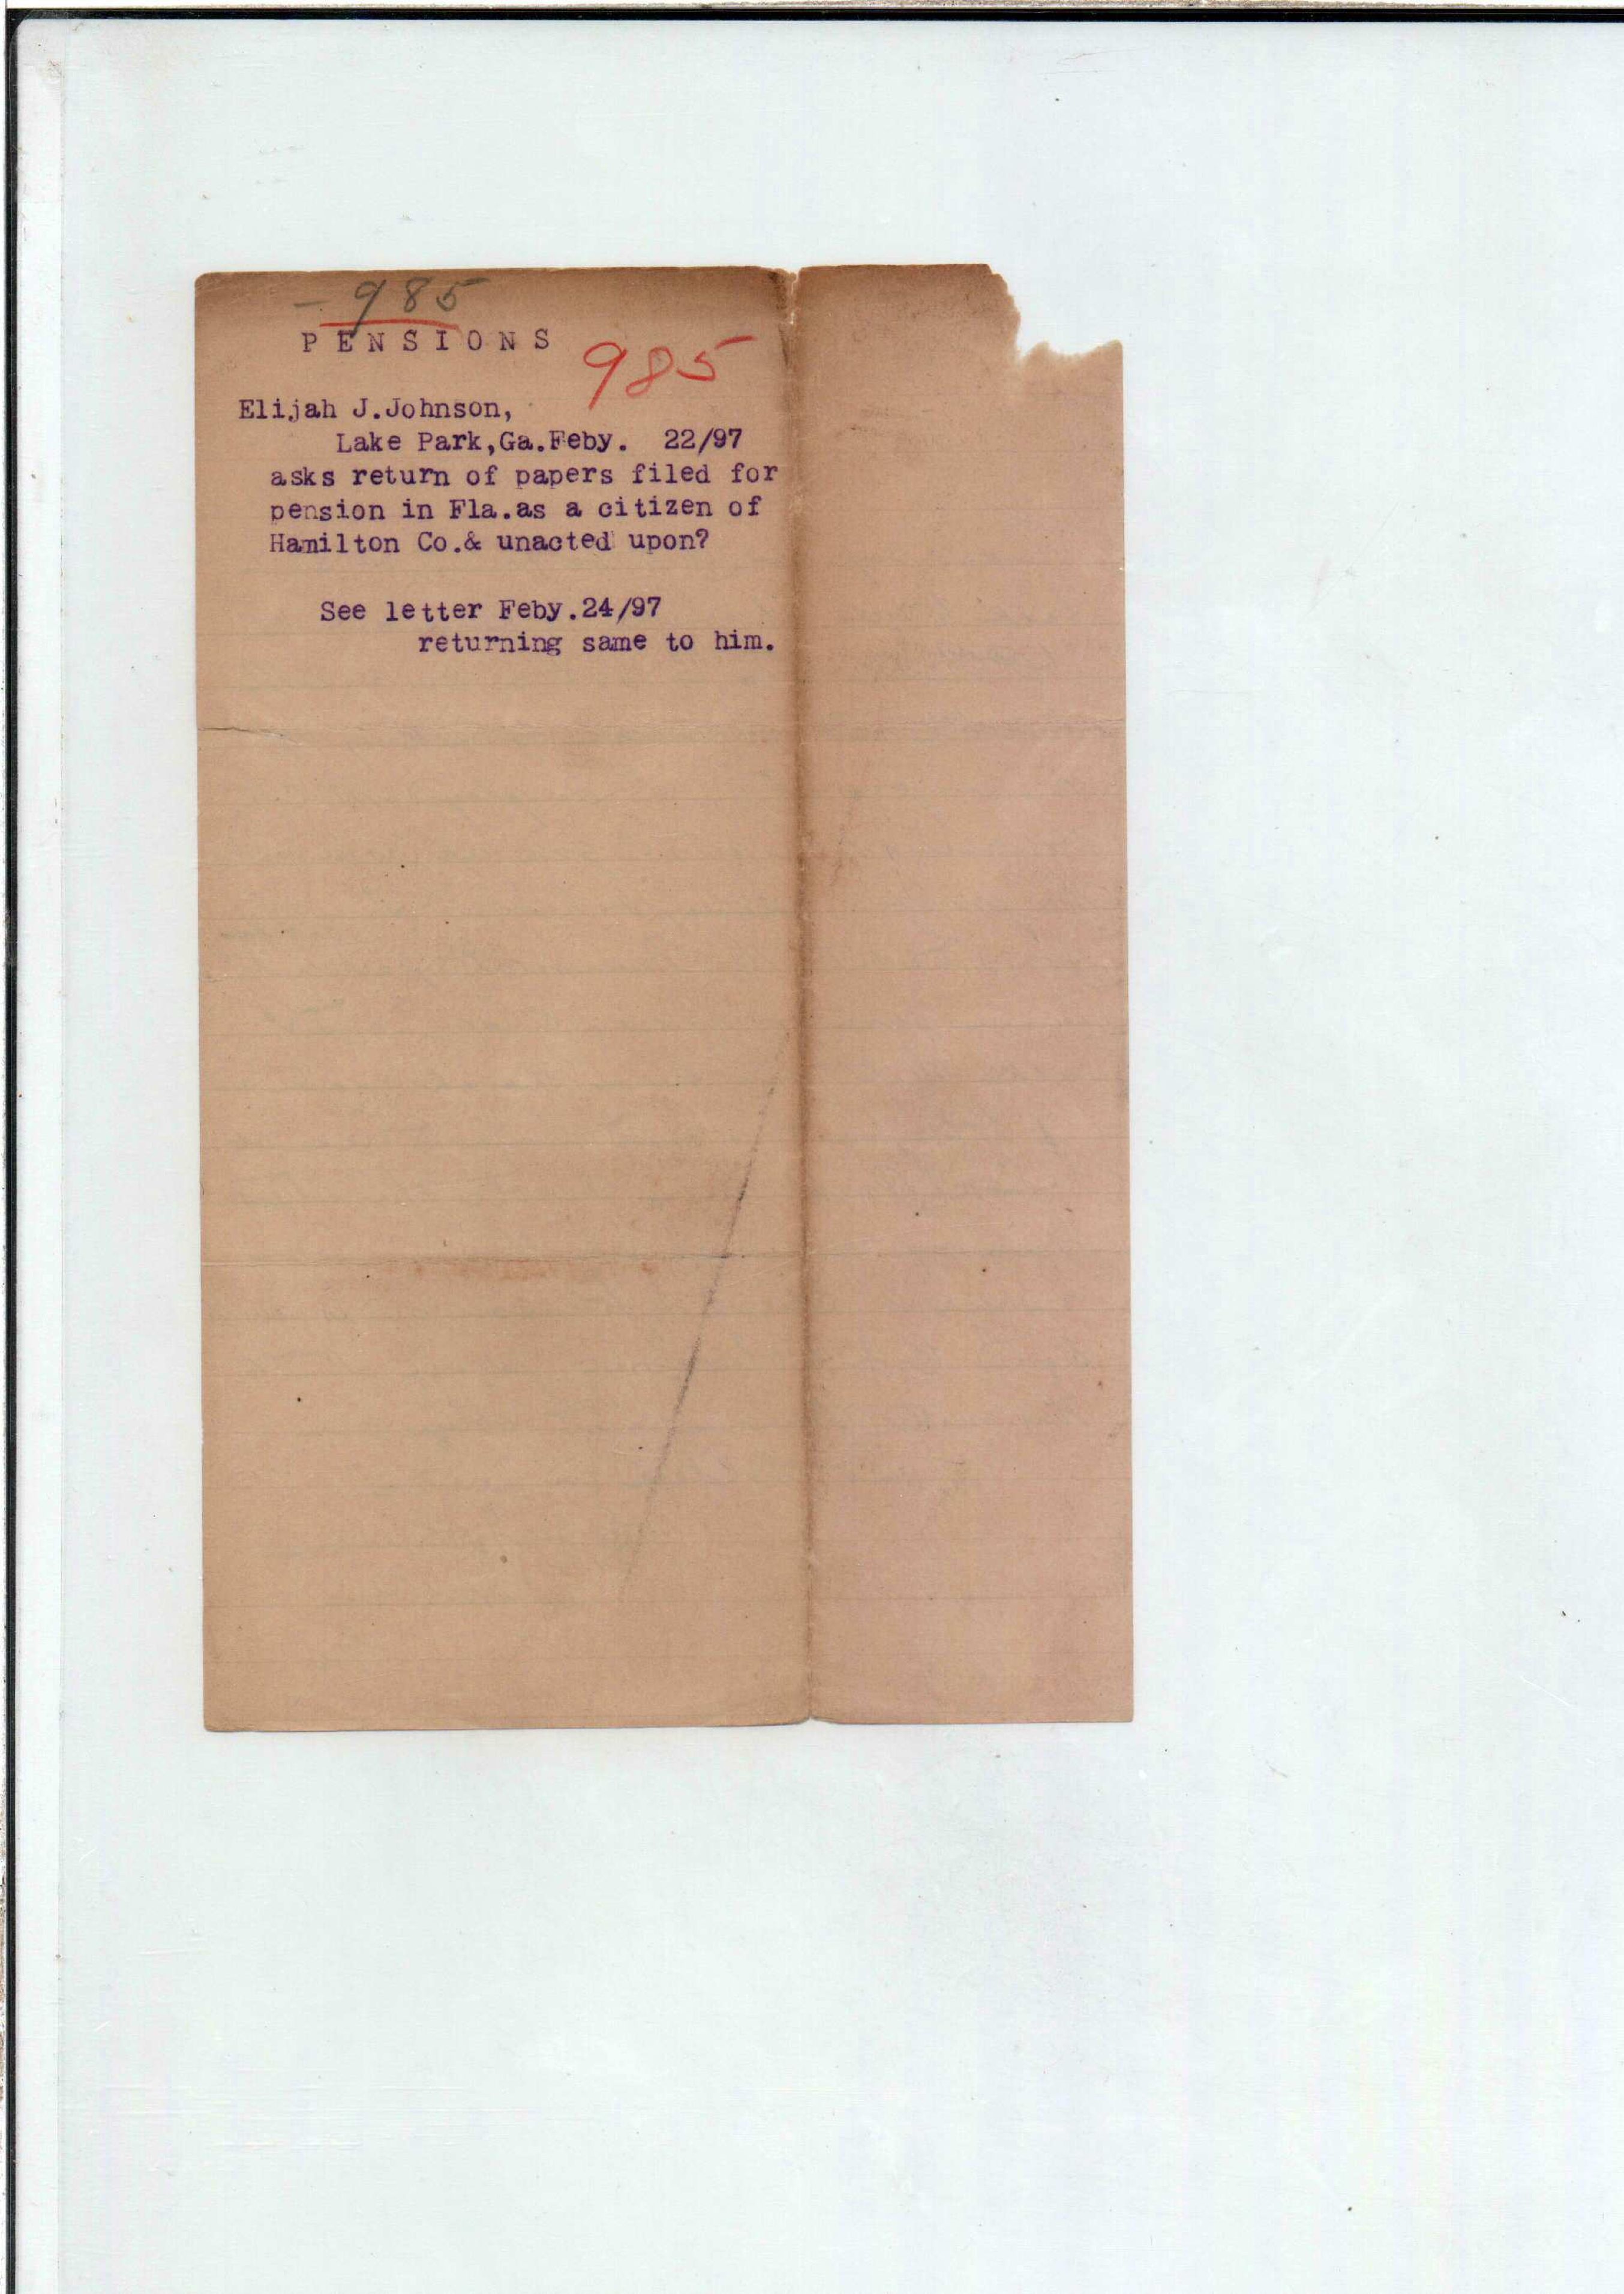 - 985
PENSIONS
985
Elijah J.Johnson,
Lake Park,Ga.Feby. 22/97
asks return of papers filed for
pension in Fla.as a citizen of
Hamilton Co.& unacted upon?
See letter Feby.24/97
returning same to him.